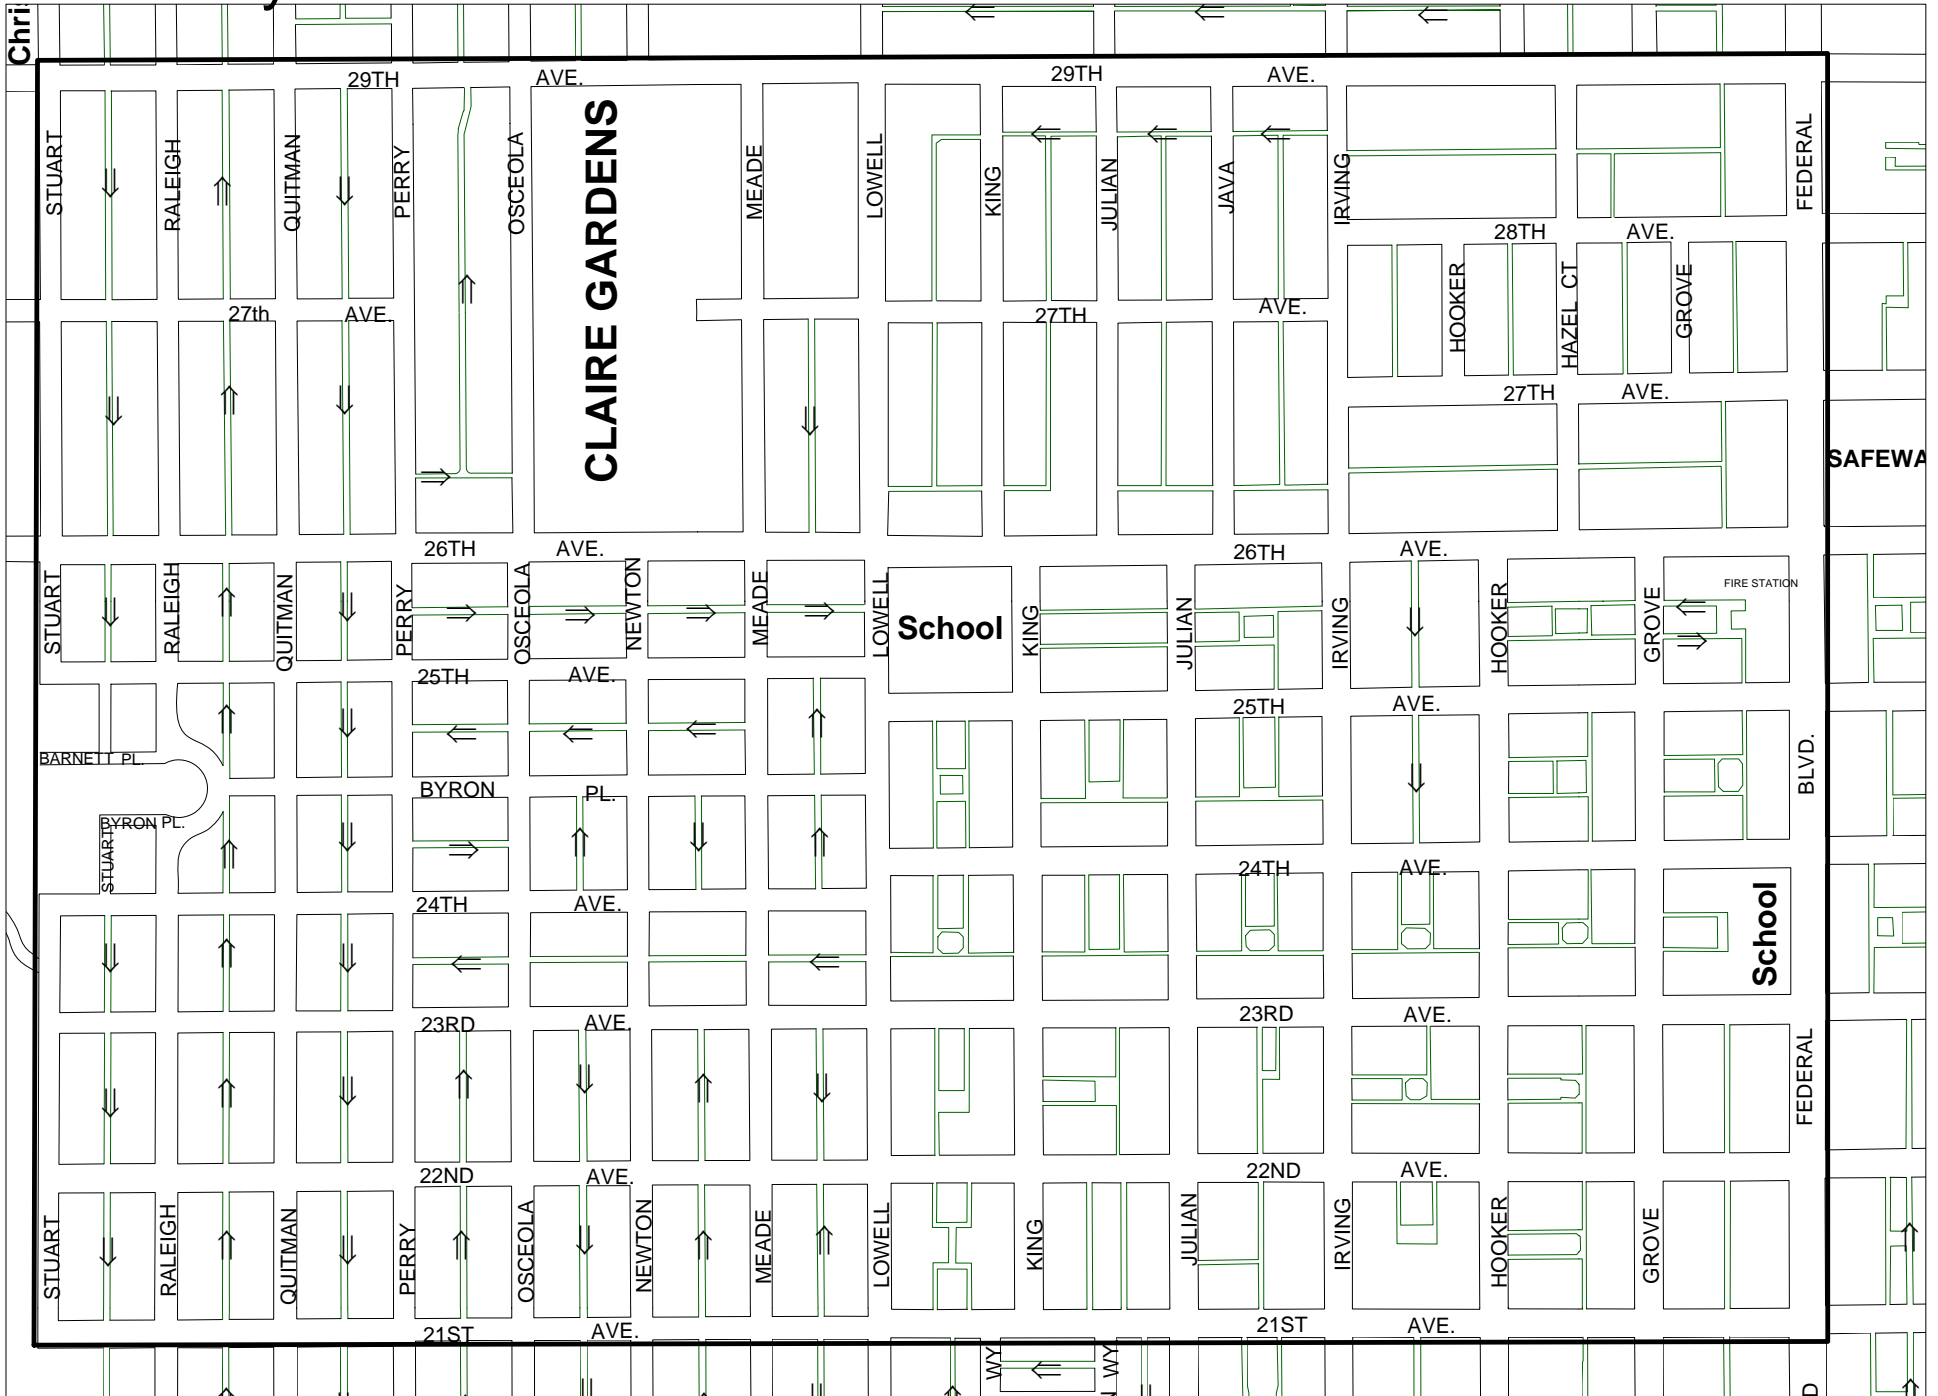 Chri
29TH AVE. 29TH AVE.
STUART RALEIGH QUITMAN PERRY OSCEOLA CLAIRE GARDENS MEADE LOWELL KING JULIAN JAVA IRVING FEDERAL
28TH AVE.
HOOKER HAZEL CT GROVE
27th AVE. 27TH AVE.
27TH AVE.
SAFEWA
26TH AVE. 26TH AVE.
FIRE STATION
STUART RALEIGH QUITMAN PERRY OSCEOLA NEWTON MEADE LOWELL School KING JULIAN IRVING HOOKER GROVE
25TH AVE. 25TH AVE.
BARNETT PL.
BLVD.
BYRON PL.
BYRON PL.
STUART
24TH AVE. 24TH AVE.
School
23RD AVE. 23RD AVE.
FEDERAL
22ND AVE. 22ND AVE.
STUART RALEIGH QUITMAN PERRY OSCEOLA NEWTON MEADE LOWELL KING JULIAN IRVING HOOKER GROVE
21ST AVE. 21ST AVE.
WY
N WY
D